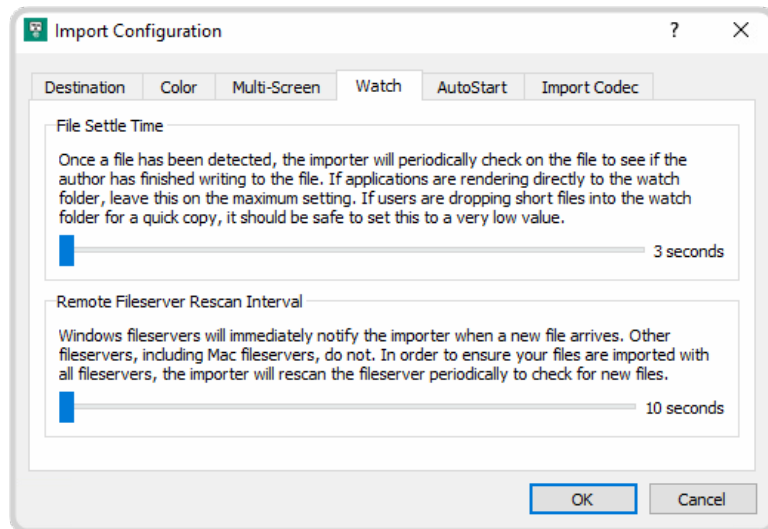 Import Configuration
?
Destination
Color
Multi-Screen
Watch
AutoStart
Import Codec
File Settle Time
Once a file has been detected, the importer will periodically check on the file to see if the
author has finished writing to the file. If applications are rendering directly to the watch
folder, leave this on the maximum setting. If users are dropping short files into the watch
folder for a quick copy, it should be safe to set this to a very low value.
3 seconds
Remote Fileserver Rescan Interval
Windows fileservers will immediately notify the importer when a new file arrives. Other
fileservers, including Mac fileservers, do not. In order to ensure your files are imported with
all fileservers, the importer will rescan the fileserver periodically to check for new files.
10 seconds
OK
Cancel